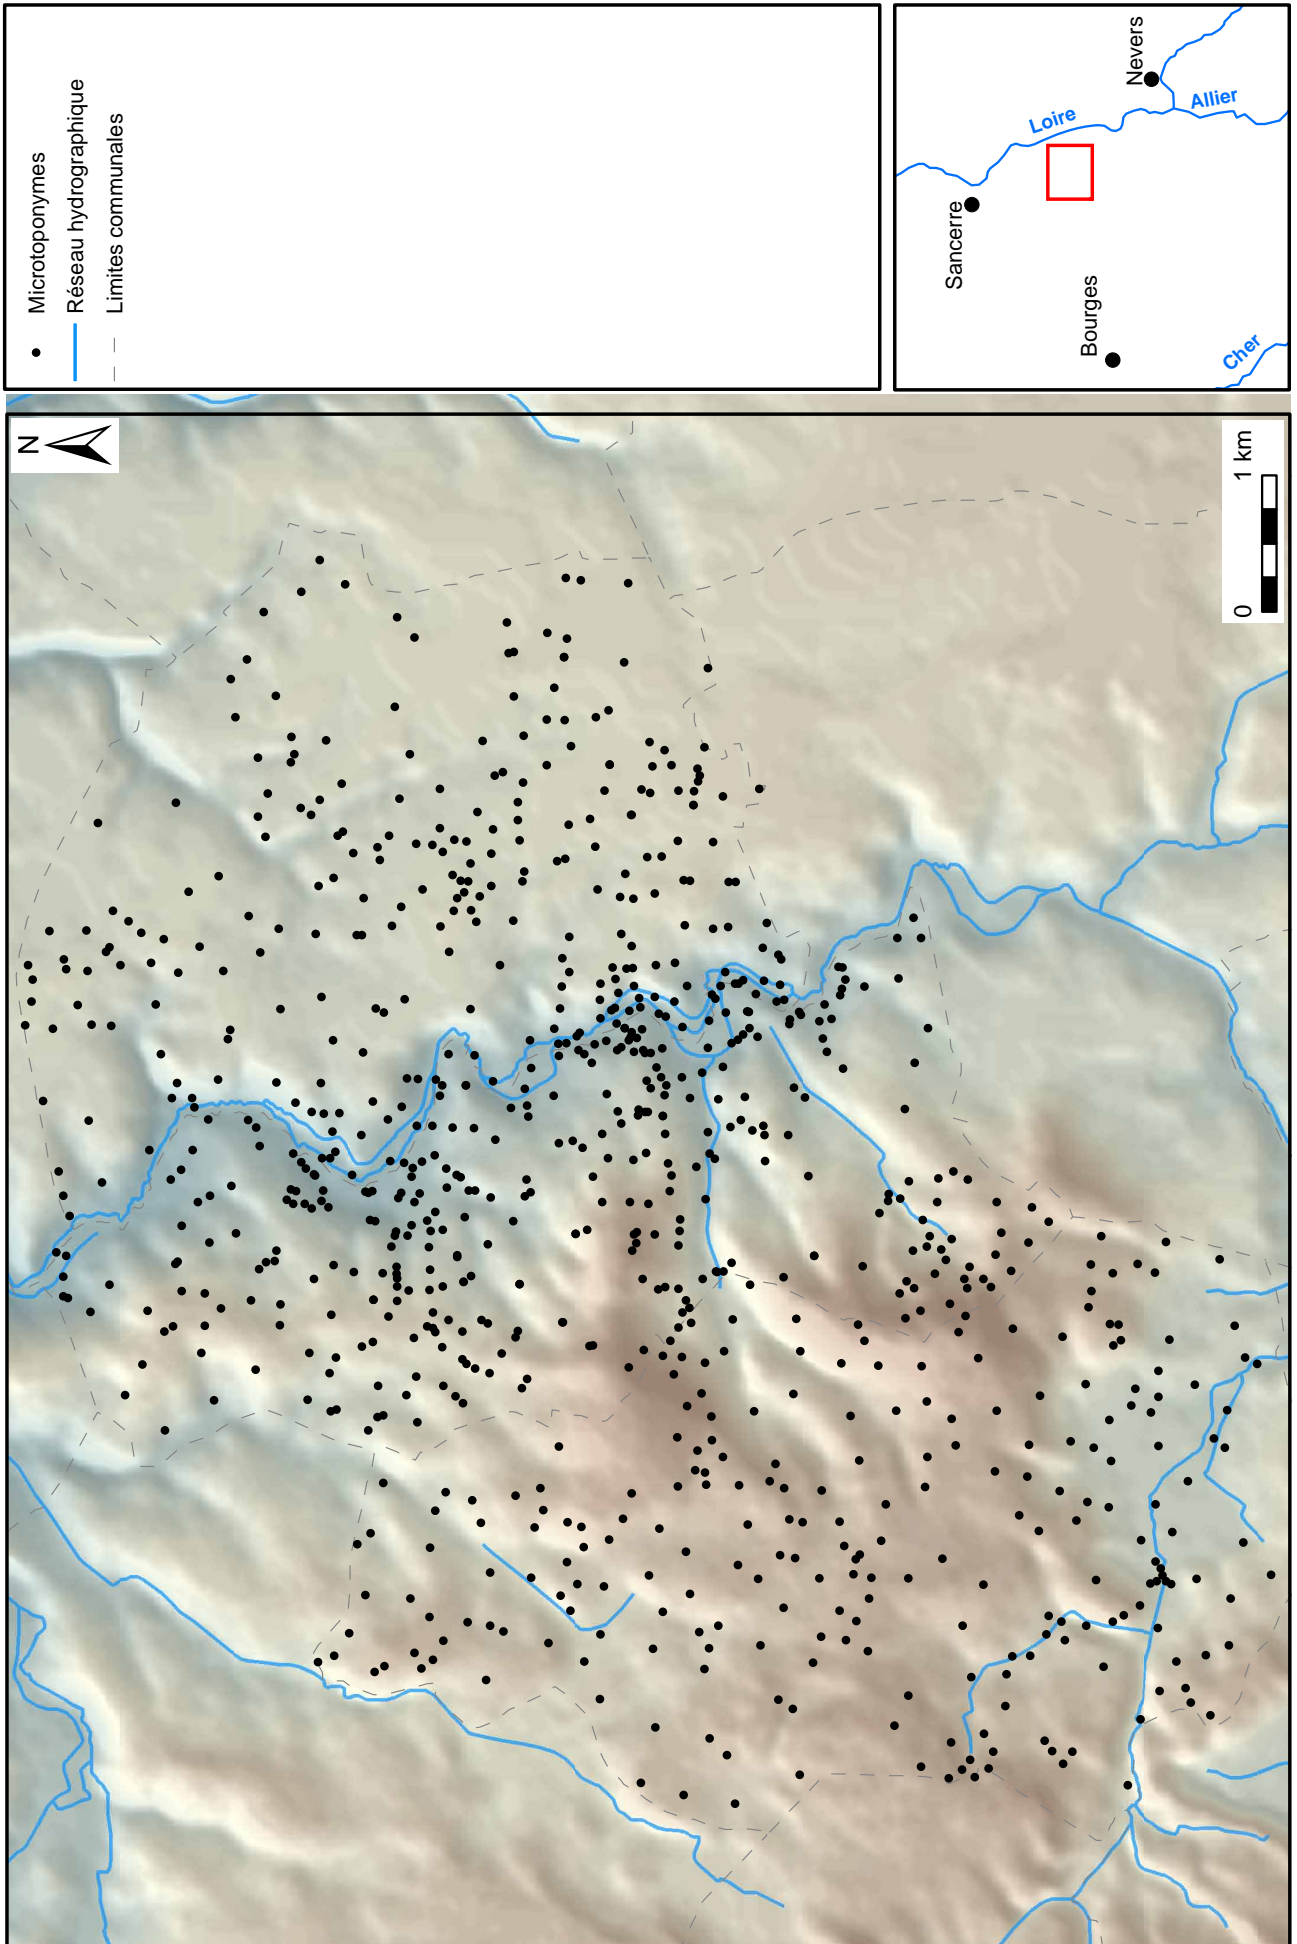 Microtoponymes
Réseau hydrographique
Limites communales
Nevers
Allier
Loire
Sancerre
Bourges
Cher
N
0 1 km